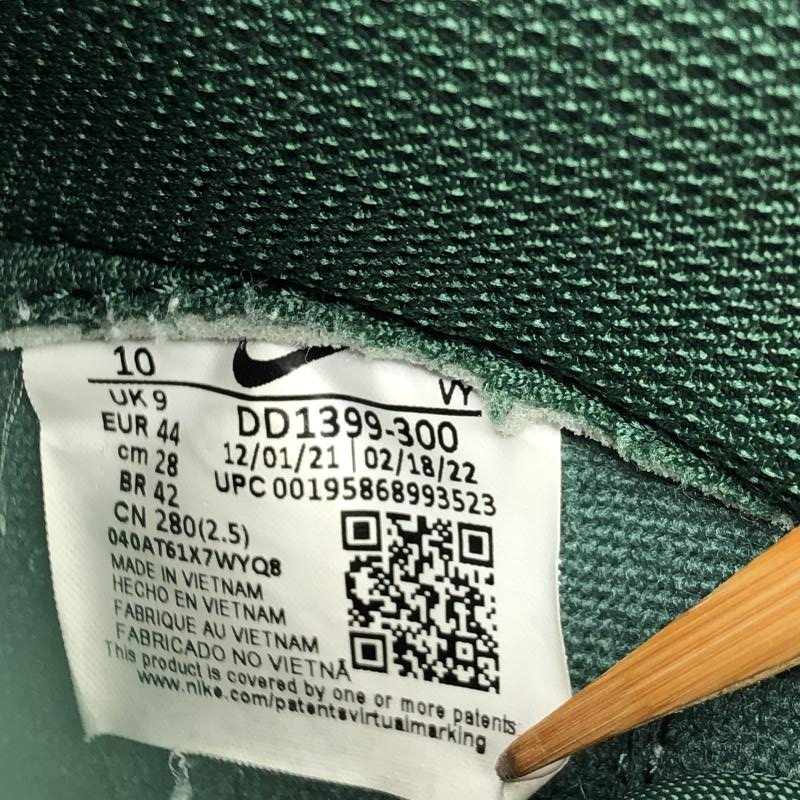 10
VY
UK 9
EUR 44
cm 28
BR 42
CN 280(2.5)
DD1399-300
12/01/21 | 02/18/22
UPC 00195868993523
040AT61X7WYQ8
MADE IN VIETNAM
HECHO EN VIETNAM
FABRIQUE AU VIETNAM
FABRICADO NO VIETNÃ
This product is covered by one or more patents
www.nike.com/patentsvirtualmarking